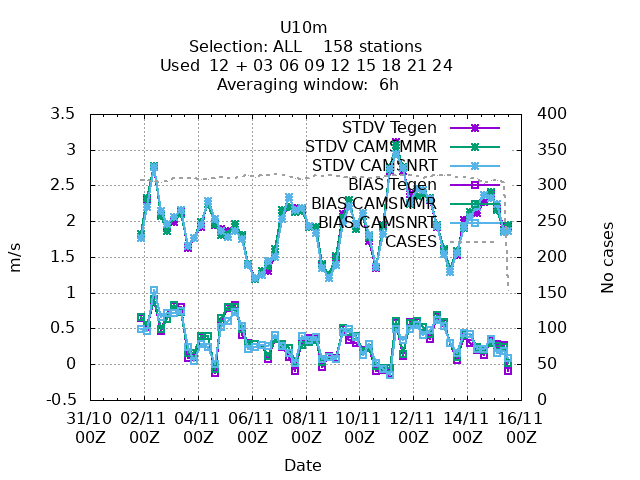 U10m
Selection: ALL 158 stations
Used 12 + 03 06 09 12 15 18 21 24
Averaging window: 6h
3.5 400
STDV Tegen
3 STDV CAMSMMR 350
STDV CAMSNRT
2.5 BIAS Tegen 300
BIAS CAMSMMR
2 BIAS CAMSNRT 250
CASES
1.5 200
1 150
0.5 100
0 50
-0.5 0
m/s
No cases
31/10 02/11 04/11 06/11 08/11 10/11 12/11 14/11 16/11
00Z 00Z 00Z 00Z 00Z 00Z 00Z 00Z 00Z
Date